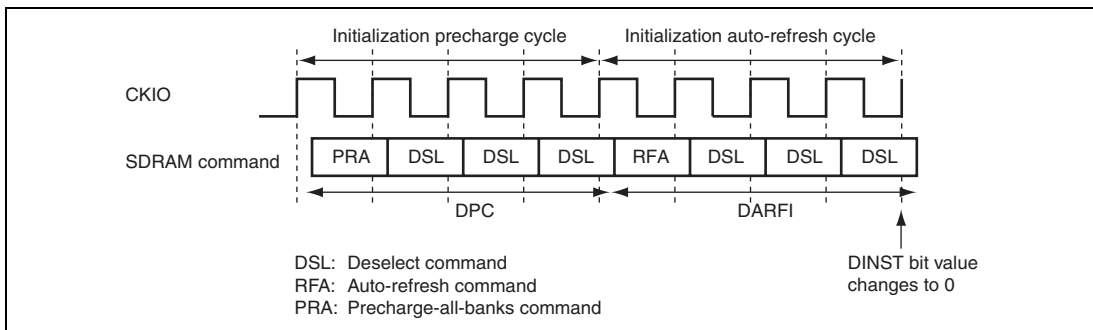 Initialization precharge cycle Initialization auto-refresh cycle
CKIO
SDRAM command PRA DSL DSL DSL RFA DSL DSL DSL
DPC DARFI
DSL: Deselect command
RFA: Auto-refresh command
PRA: Precharge-all-banks command
DINST bit value
changes to 0